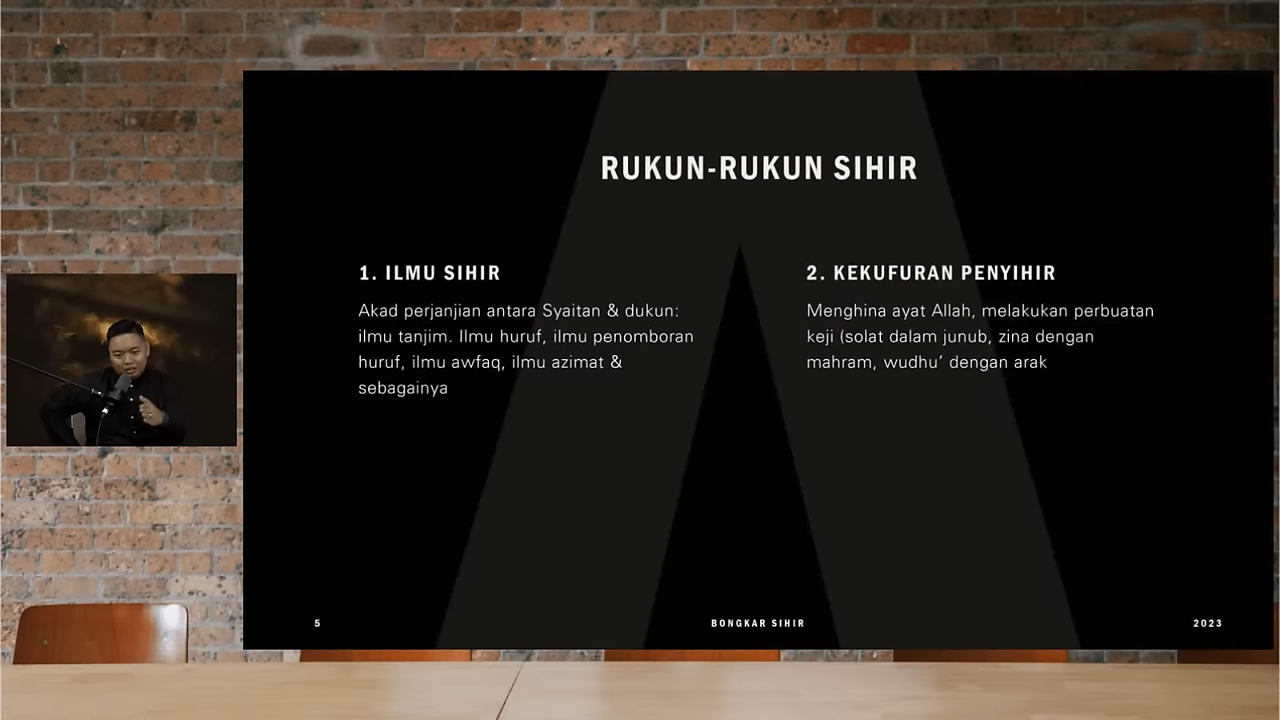 RUKUN-RUKUN SIHIR
1. ILMU SIHIR
Akad perjanjian antara Syaitan & dukun:
ilmu tanjim. Ilmu huruf, ilmu penomboran
huruf, ilmu awfaq, ilmu azimat &
sebagainya
2. KEKUFURAN PENYIHIR
Menghina ayat Allah, melakukan perbuatan
keji (solat dalam junub, zina dengan
mahram, wudhu’ dengan arak
5
BONGKAR SIHIR
2023